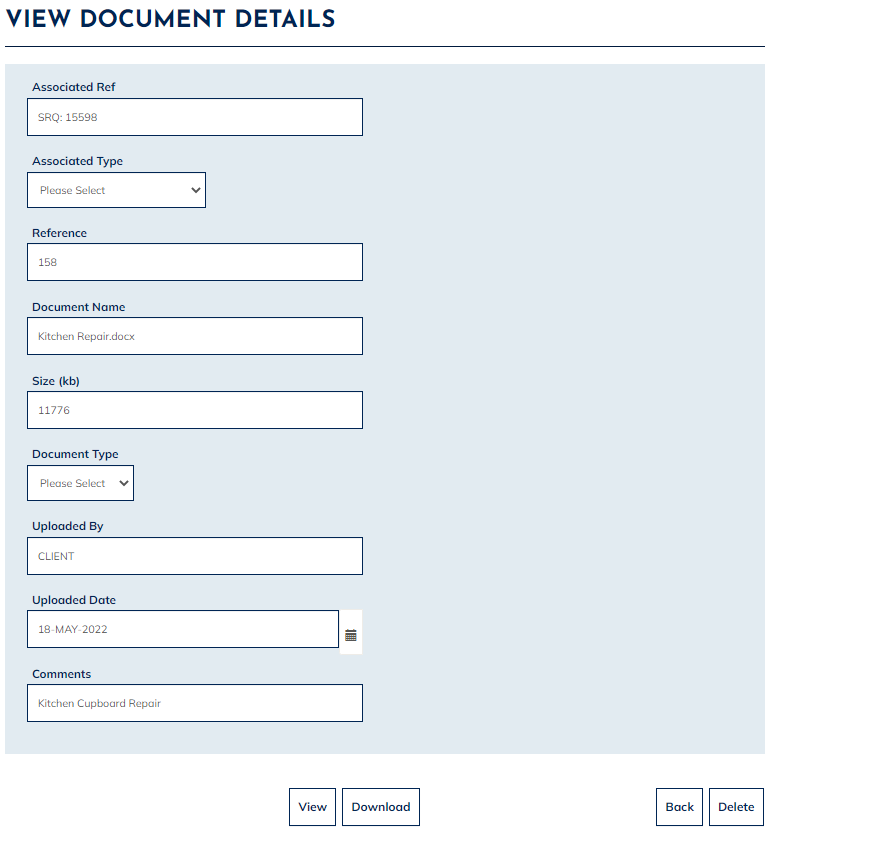 VIEW DOCUMENT DETAILS
Associated Ref
SRQ: 15598
Associated Type
Please Select
Reference
158
Document Name
Kitchen Repair.docx
Size (kb)
11776
Document Type
Please Select
Uploaded By
CLIENT
Uploaded Date
18-MAY-2022
Comments
Kitchen Cupboard Repair
View Download Back Delete